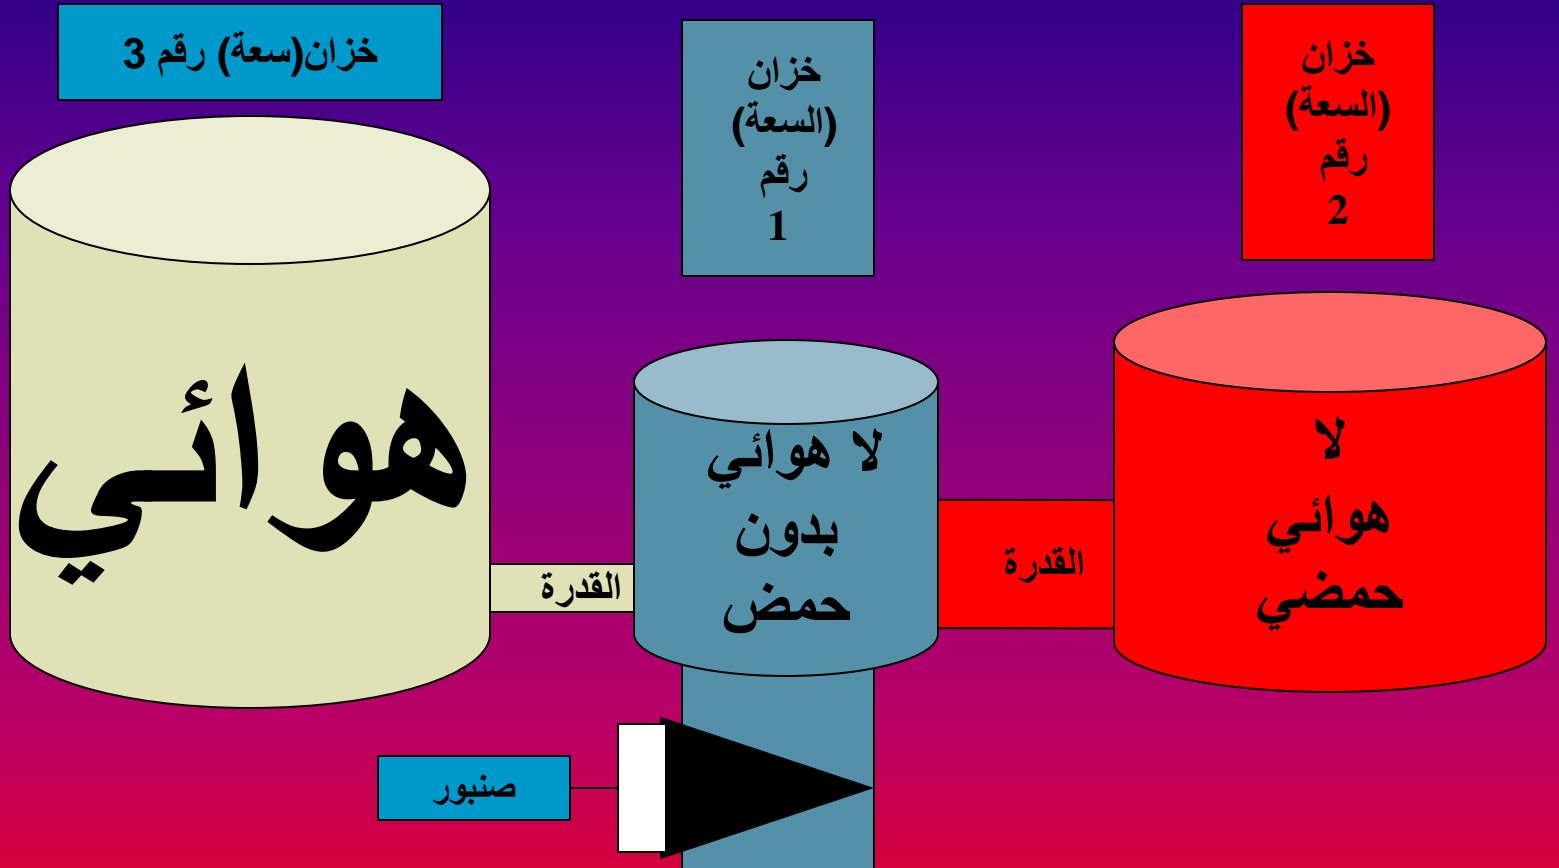 خزان
(السعة)
رقم
2
خزان
(السعة)
رقم
1
خزان(سعة) رقم 3
لا
هوائي
حمضي
القدرة
لا هوائي
بدون
حمض
القدرة
هوائي
صنبور